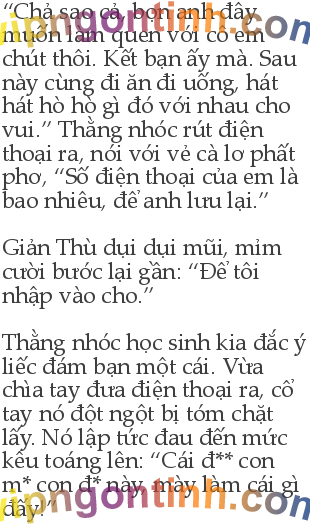 “Chả sao cả, bọn anh đây
muốn làm quen với cô em
chút thôi. Kết bạn ấy mà. Sau
này cùng đi ăn đi uống, hát
hát hò hò gì đó với nhau cho
vui.” Thằng nhóc rút điện
thoại ra, nói với vẻ cà lơ phất
phơ, “Số điện thoại của em là
bao nhiêu, để anh lưu lại.”
Giản Thù dụi dụi mũi, mỉm
cười bước lại gần: “Để tôi
nhập vào cho.”
Thằng nhóc học sinh kia đắc ý
liếc đám bạn một cái. Vừa
chìa tay đưa điện thoại ra, cổ
tay nó đột ngột bị tóm chặt
lấy. Nó lập tức đau đến mức
kêu toáng lên: “Cái đ** con
m* con đ* này, mày làm cái gì
đấy!”
vipngontinh.com
vipngontinh.com